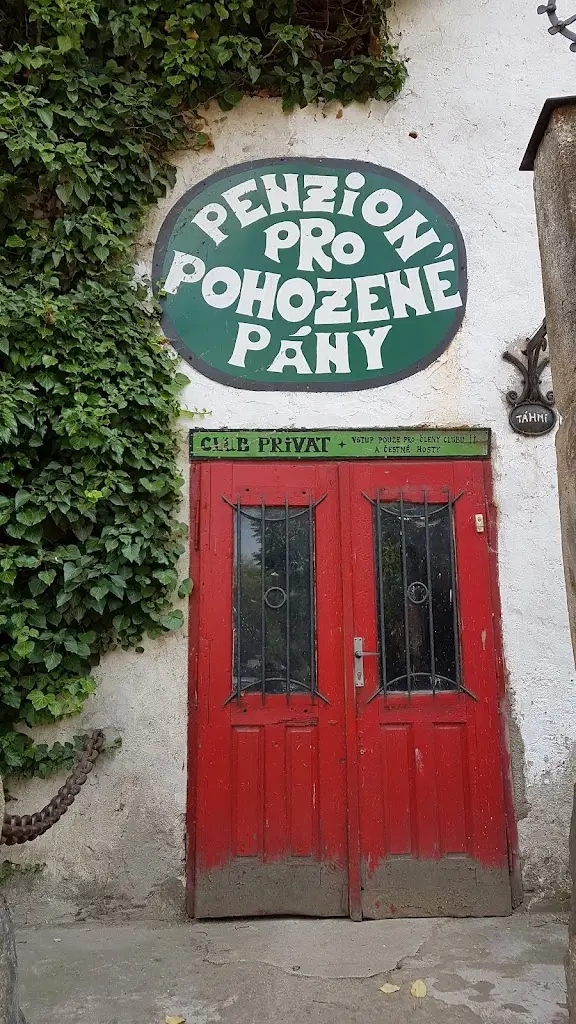 PENZION
PRO
POHOZENÉ
PÁNY
CLUB PRIVAT + VSTUP POUZE PRO ČLENY CLUBU !!
A ČESTNÉ HOSTY
TÁHNI